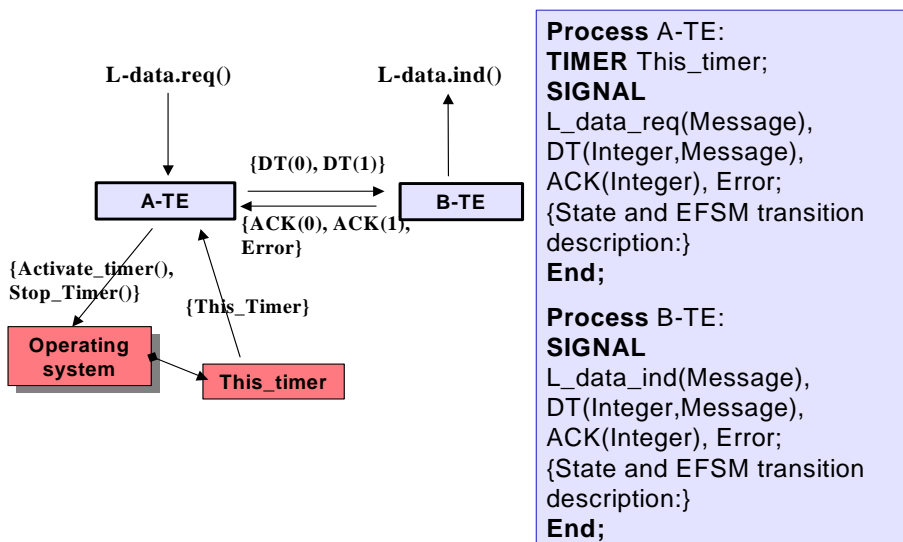 L-data.req()
L-data.ind()
{DT(0), DT(1)}
A-TE
B-TE
{ACK(0), ACK(1),
Error}
{Activate_timer(),
Stop_Timer()}
{This_Timer}
Operating
system
This_timer
Process A-TE:
TIMER This_timer;
SIGNAL
L_data_req(Message),
DT(Integer,Message),
ACK(Integer), Error;
{State and EFSM transition
description:}
End;
Process B-TE:
SIGNAL
L_data_ind(Message),
DT(Integer,Message),
ACK(Integer), Error;
{State and EFSM transition
description:}
End;